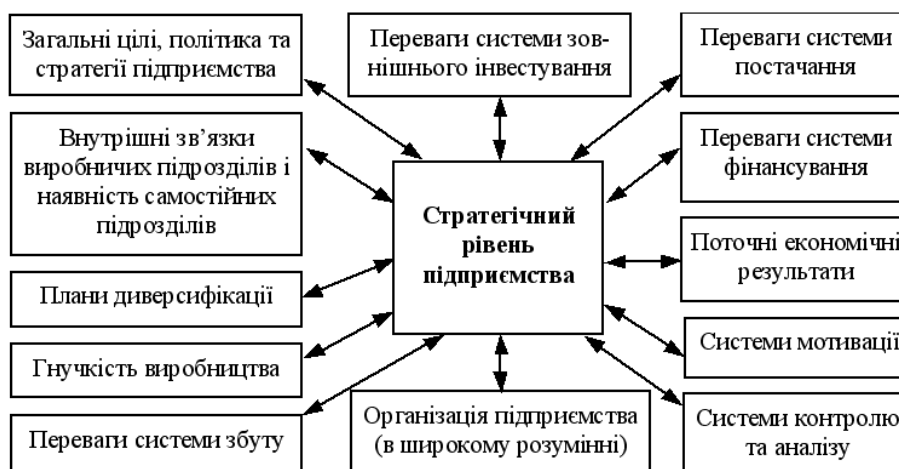 Загальні цілі, політика та
стратегії підприємства
Переваги системи зов-
нішнього інвестування
Переваги системи
постачання
Внутрішні зв’язки
виробничих підрозділів і
наявність самостійних
підрозділів
Переваги системи
фінансування
Стратегічний
рівень
підприємства
Поточні економічні
результати
Плани диверсифікації
Гнучкість виробництва
Системи мотивації
Переваги системи збуту
Організація підприємства
(в широкому розумінні)
Системи контролю
та аналізу